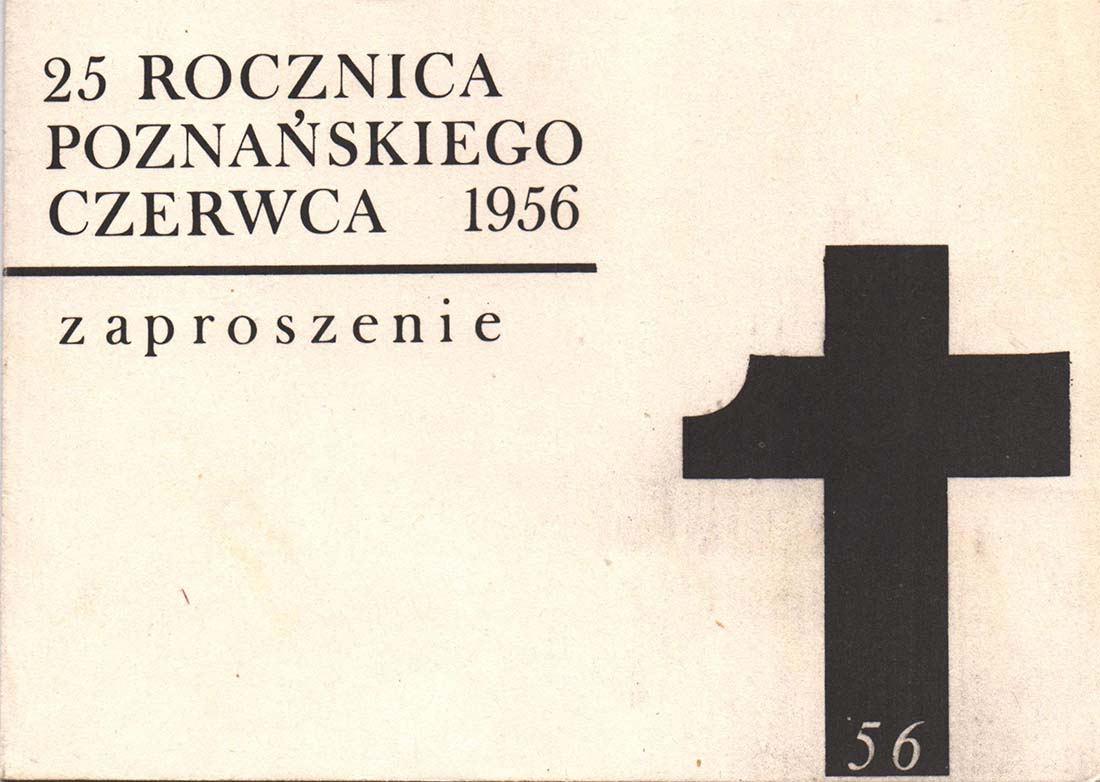 25 ROCZNICA
POZNAŃSKIEGO
CZERWCA 1956
zaproszenie
56